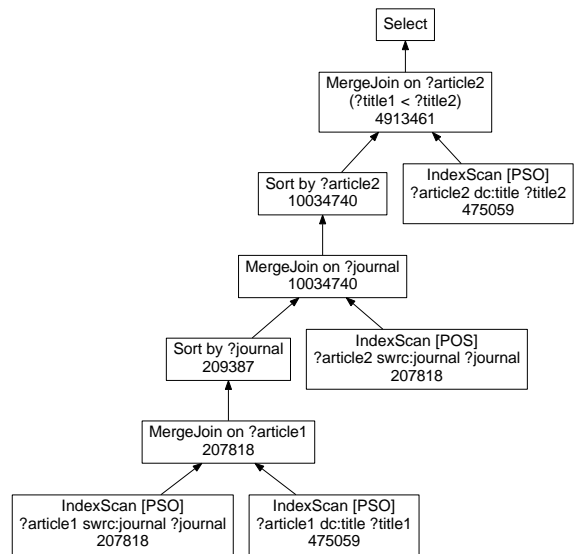 Select
MergeJoin on ?article2
(?title1 < ?title2)
4913461
Sort by ?article2
10034740
IndexScan [PSO]
?article2 dc:title ?title2
475059
MergeJoin on ?journal
10034740
Sort by ?journal
209387
IndexScan [POS]
?article2 swrc:journal ?journal
207818
MergeJoin on ?article1
207818
IndexScan [PSO]
?article1 swrc:journal ?journal
207818
IndexScan [PSO]
?article1 dc:title ?title1
475059